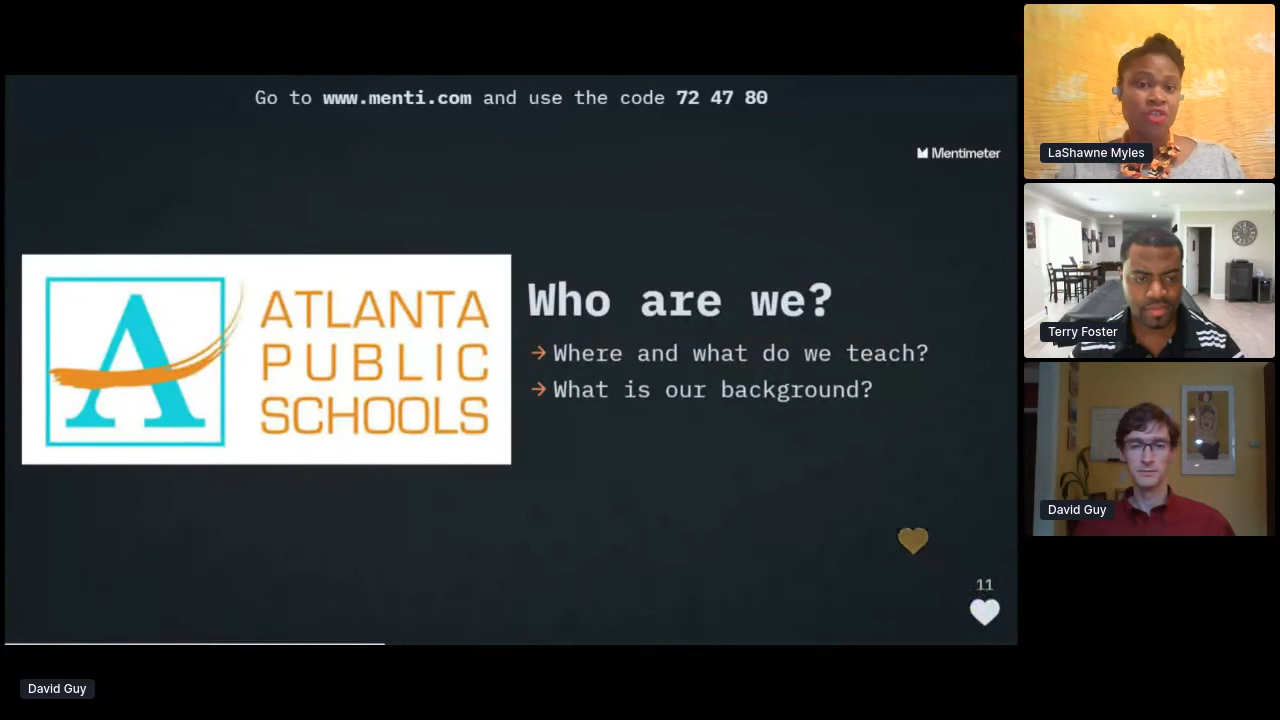 Go to www.menti.com and use the code 72 47 80
Mentimeter
A
ATLANTA
PUBLIC
SCHOOLS
Who are we?
→ Where and what do we teach?
→ What is our background?
11
David Guy
LaShawne Myles
Terry Foster
David Guy